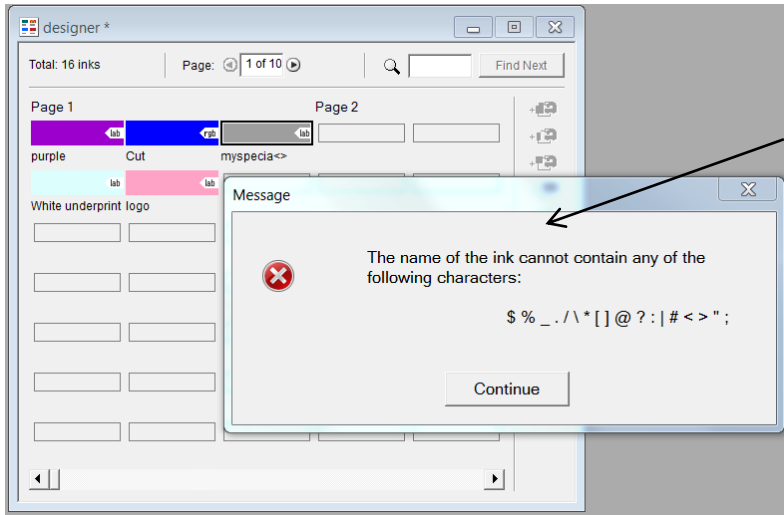 designer *
Total: 16 inks
Page:
1 of 10
Find Next
Page 1
Page 2
lab
rgb
lab
purple
Cut
myspecia<>
lab
lab
White underprint
logo
Message
The name of the ink cannot contain any of the
following characters:
$ % _ . / \ * [ ] @ ? : | # < > " ;
Continue